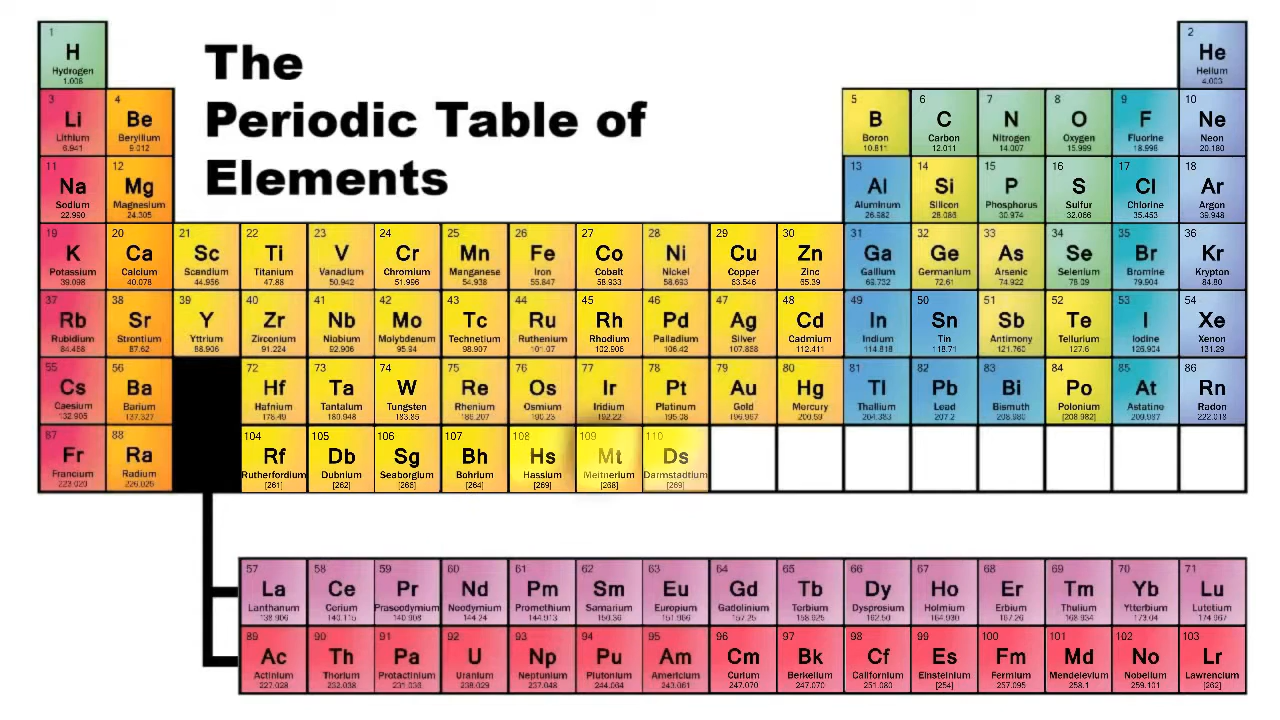 1 2
H The He
Hydrogen Helium
1.008 4.003
3 4 5 6 7 8 9 10
Li Be Periodic Table of B C N O F Ne
Lithium Beryllium Boron Carbon Nitrogen Oxygen Fluorine Neon
6.941 9.012 10.811 12.011 14.007 15.999 18.998 20.180
11 12 13 14 15 16 17 18
Na Mg Elements Al Si P S Cl Ar
Sodium Magnesium Aluminum Silicon Phosphorus Sulfur Chlorine Argon
22.990 24.305 26.982 28.086 30.974 32.066 35.453 39.948
19 20 21 22 23 24 25 26 27 28 29 30 31 32 33 34 35 36
K Ca Sc Ti V Cr Mn Fe Co Ni Cu Zn Ga Ge As Se Br Kr
Potassium Calcium Scandium Titanium Vanadium Chromium Manganese Iron Cobalt Nickel Copper Zinc Gallium Germanium Arsenic Selenium Bromine Krypton
39.098 40.078 44.956 47.88 50.942 51.996 54.938 55.847 58.933 58.693 63.546 65.39 69.732 72.61 74.922 78.09 79.904 84.80
37 38 39 40 41 42 43 44 45 46 47 48 49 50 51 52 53 54
Rb Sr Y Zr Nb Mo Tc Ru Rh Pd Ag Cd In Sn Sb Te I Xe
Rubidium Strontium Yttrium Zirconium Niobium Molybdenum Technetium Ruthenium Rhodium Palladium Silver Cadmium Indium Tin Antimony Tellurium Iodine Xenon
84.468 87.62 88.906 91.224 92.906 95.94 98.907 101.07 102.906 106.42 107.868 112.411 114.818 118.71 121.760 127.6 126.904 131.29
55 56 72 73 74 75 76 77 78 79 80 81 82 83 84 85 86
Cs Ba Hf Ta W Re Os Ir Pt Au Hg Tl Pb Bi Po At Rn
Caesium Barium Hafnium Tantalum Tungsten Rhenium Osmium Iridium Platinum Gold Mercury Thallium Lead Bismuth Polonium Astatine Radon
132.905 137.327 178.49 180.948 183.85 186.207 190.23 192.22 195.08 196.967 200.59 204.383 207.2 208.980 [208.982] 209.987 222.018
87 88 104 105 106 107 108 109 110
Fr Ra Rf Db Sg Bh Hs Mt Ds
Francium Radium Rutherfordium Dubnium Seaborgium Bohrium Hassium Meitnerium Darmstadtium
223.020 226.025 [261] [262] [266] [264] [269] [268] [269]
57 58 59 60 61 62 63 64 65 66 67 68 69 70 71
La Ce Pr Nd Pm Sm Eu Gd Tb Dy Ho Er Tm Yb Lu
Lanthanum Cerium Praseodymium Neodymium Promethium Samarium Europium Gadolinium Terbium Dysprosium Holmium Erbium Thulium Ytterbium Lutetium
138.906 140.115 140.908 144.24 144.913 150.36 151.966 157.25 158.925 162.50 164.930 167.26 168.934 173.04 174.967
89 90 91 92 93 94 95 96 97 98 99 100 101 102 103
Ac Th Pa U Np Pu Am Cm Bk Cf Es Fm Md No Lr
Actinium Thorium Protactinium Uranium Neptunium Plutonium Americium Curium Berkelium Californium Einsteinium Fermium Mendelevium Nobelium Lawrencium
227.028 232.038 231.036 238.029 237.048 244.064 243.061 247.070 247.070 251.080 [254] 257.095 258.1 259.101 [262]